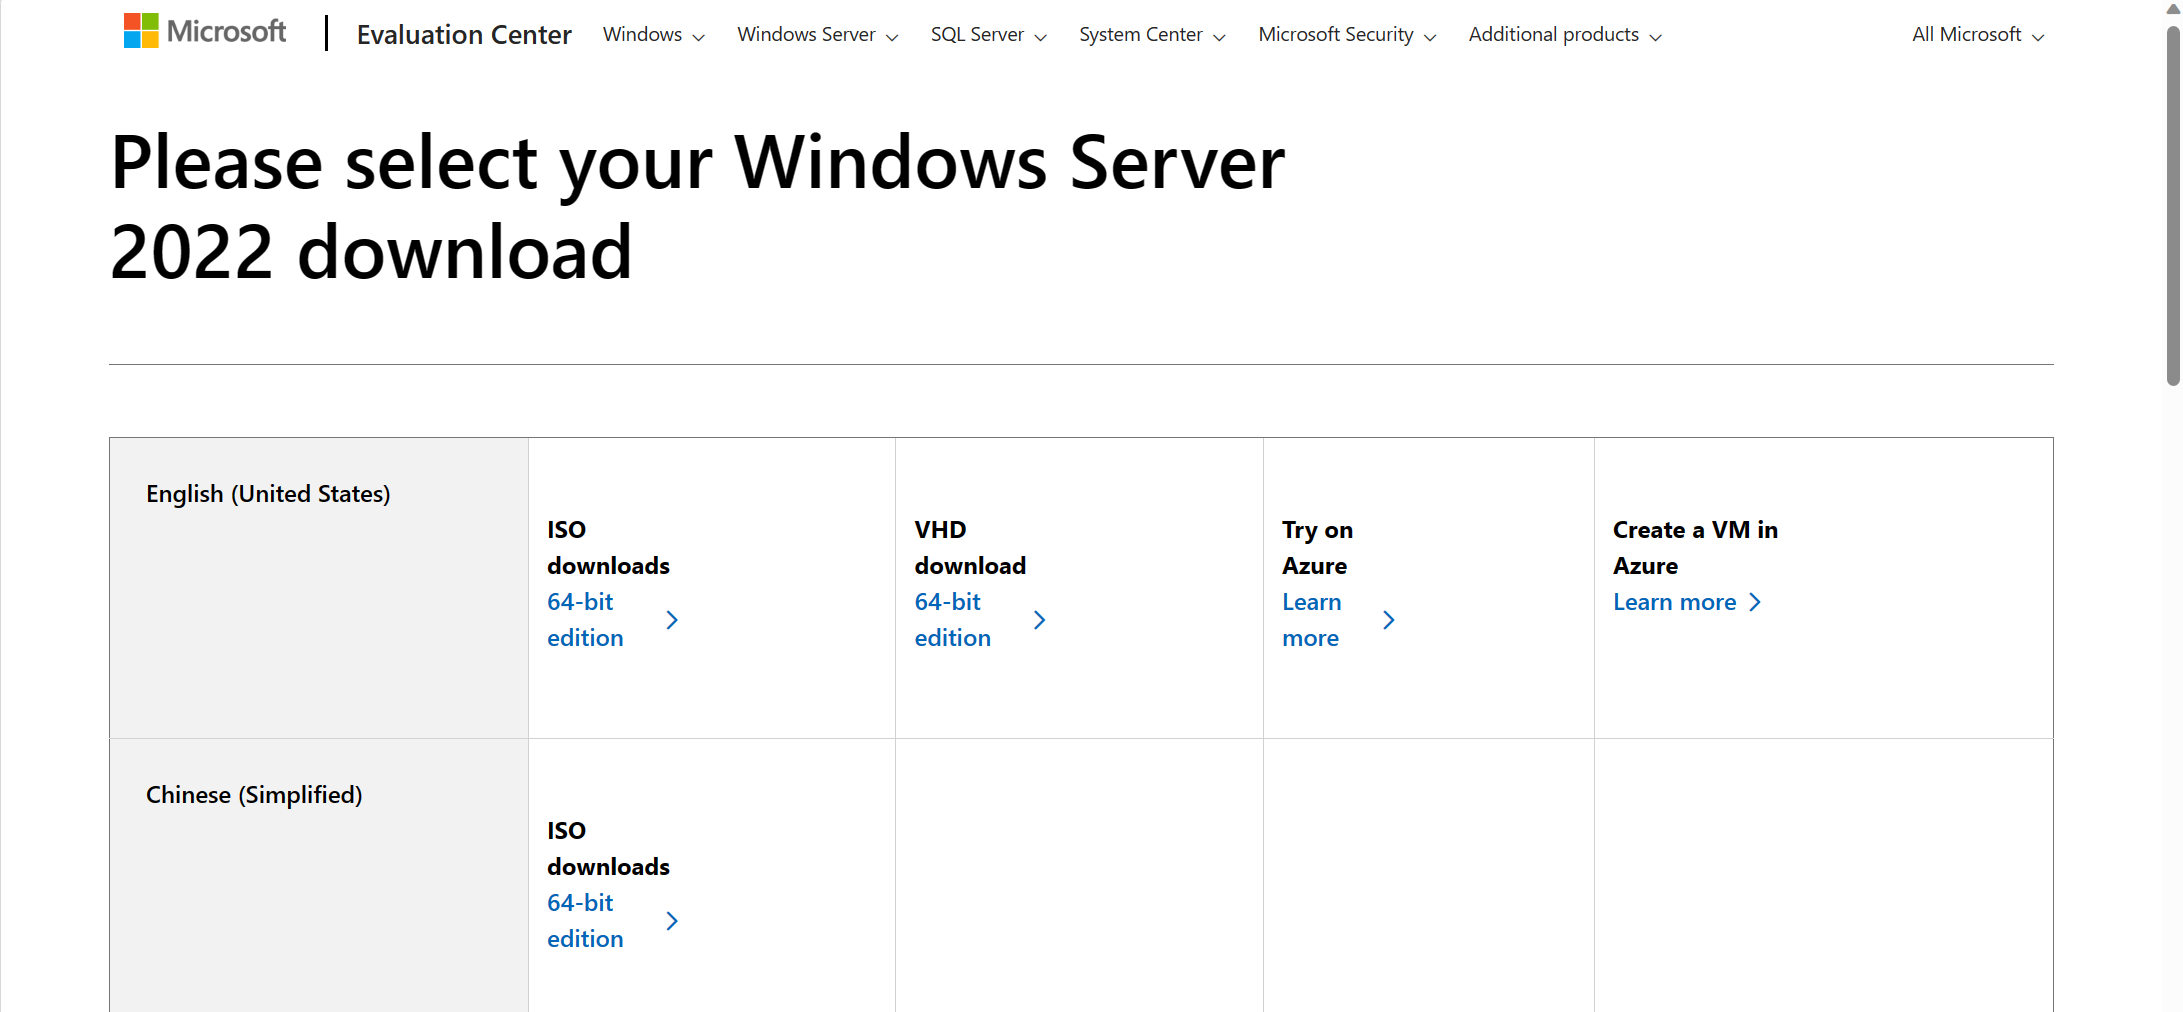 Microsoft Evaluation Center Windows Windows Server SQL Server System Center Microsoft Security Additional products All Microsoft
Please select your Windows Server
2022 download
English (United States)
ISO
downloads
64-bit
edition
VHD
download
64-bit
edition
Try on
Azure
Learn
more
Create a VM in
Azure
Learn more
Chinese (Simplified)
ISO
downloads
64-bit
edition